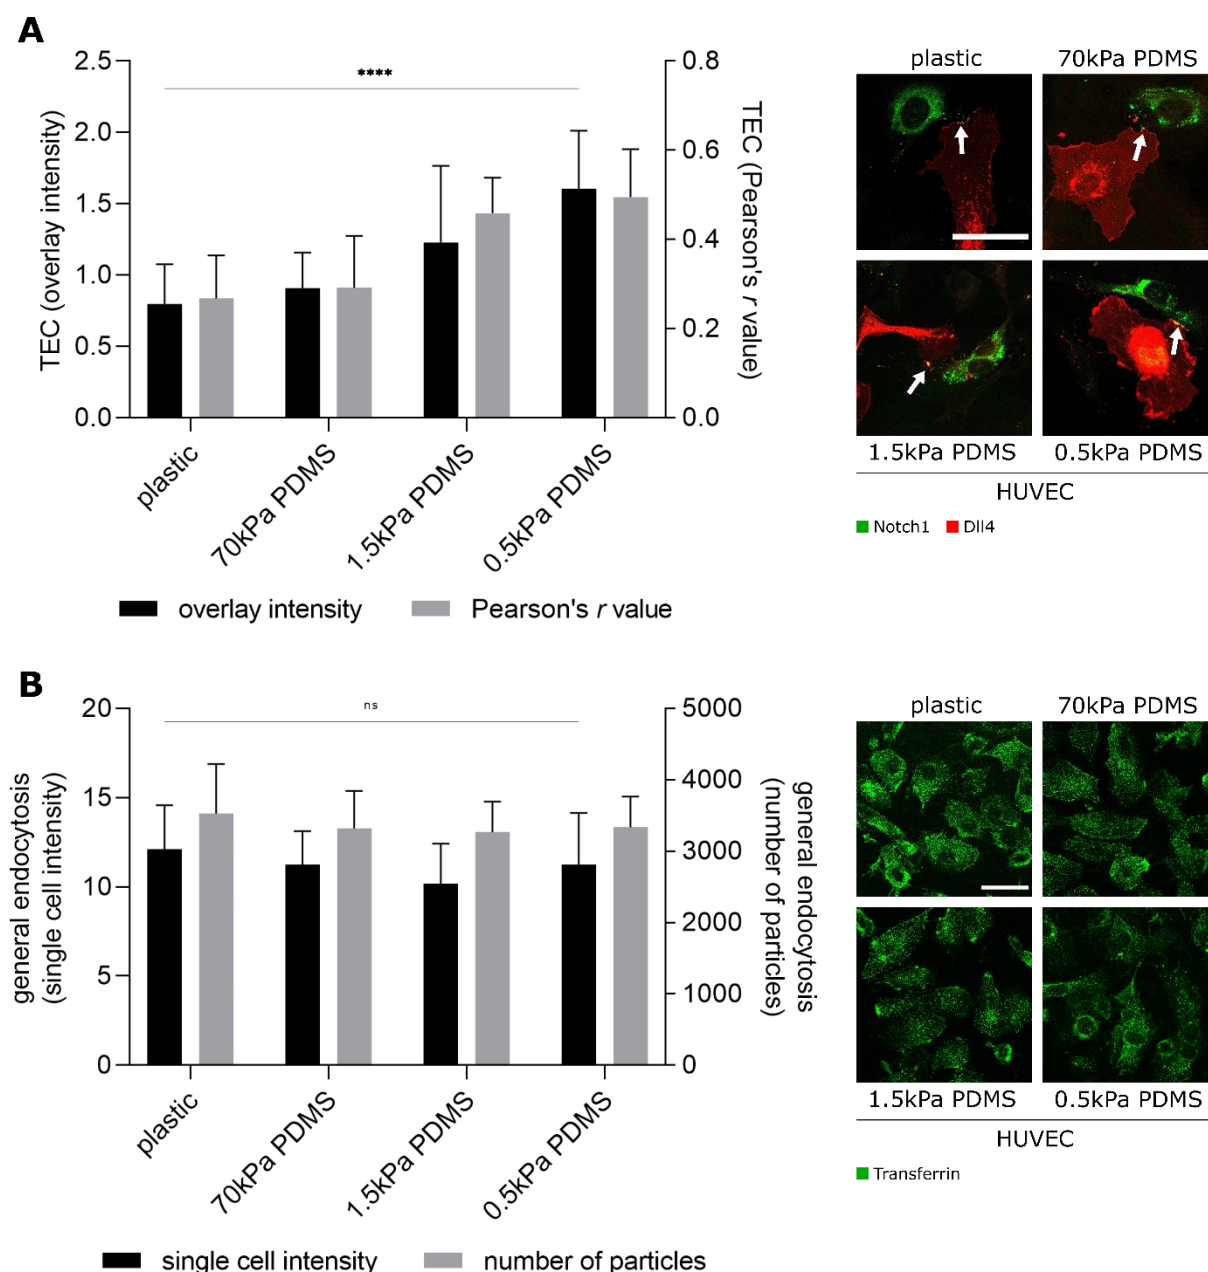 A
2.5
2.0
1.5
1.0
0.5
0.0
TEC (overlay intensity)
****
0.8
0.6
0.4
0.2
0.0
TEC (Pearson's r value)
plastic
70kPa PDMS
1.5kPa PDMS
0.5kPa PDMS
overlay intensity
Pearson's r value
plastic
70kPa PDMS
1.5kPa PDMS
0.5kPa PDMS
HUVEC
Notch1
Dll4
B
20
15
10
5
0
general endocytosis
(single cell intensity)
ns
5000
4000
3000
2000
1000
0
general endocytosis
(number of particles)
plastic
70kPa PDMS
1.5kPa PDMS
0.5kPa PDMS
single cell intensity
number of particles
plastic
70kPa PDMS
1.5kPa PDMS
0.5kPa PDMS
HUVEC
Transferrin